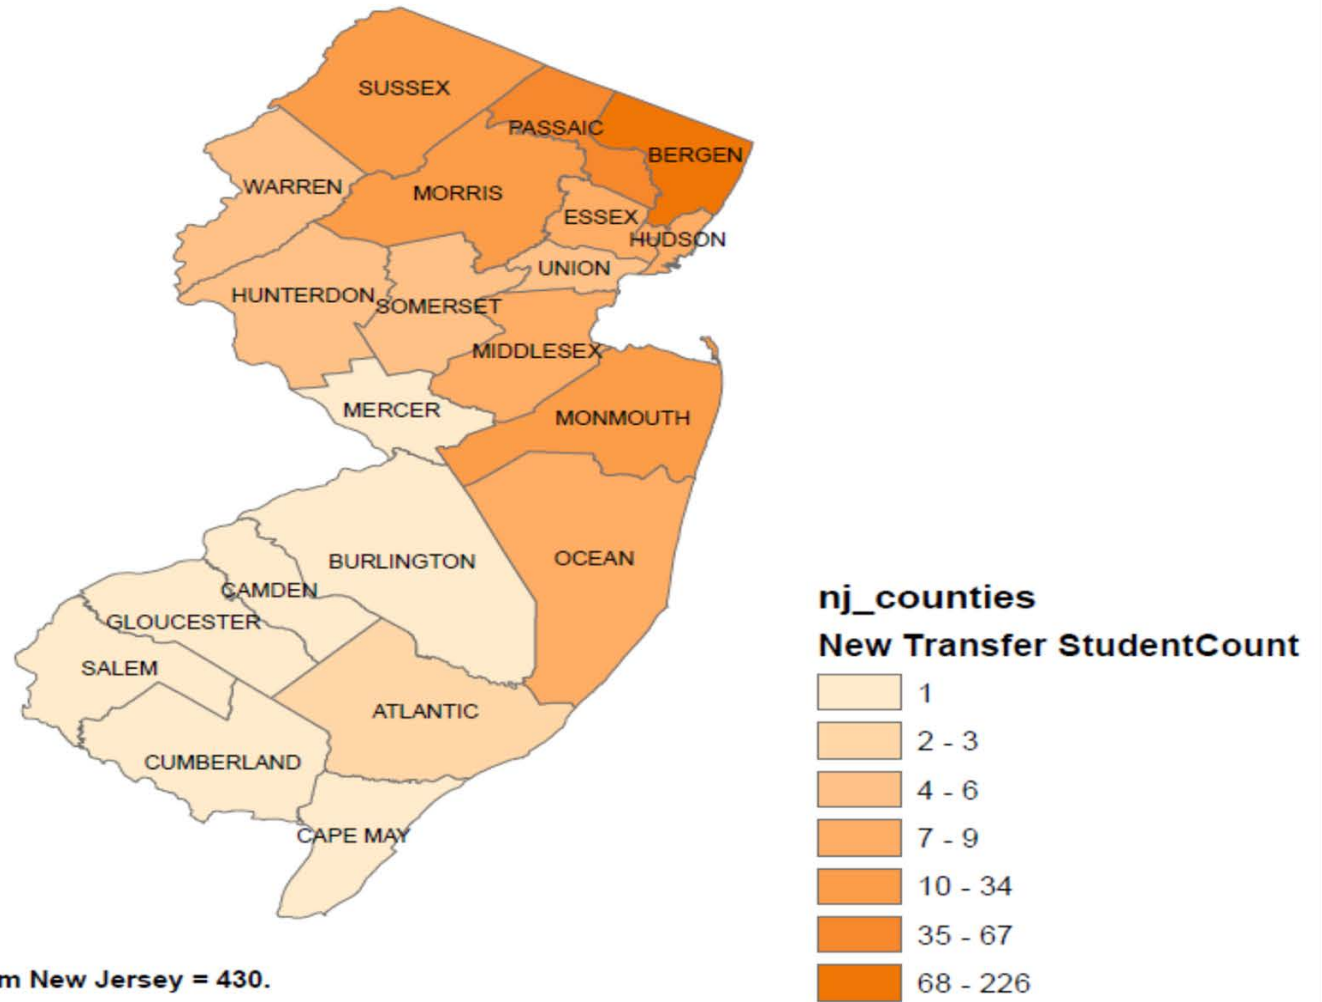 SUSSEX
PASSAIC
BERGEN
WARREN
MORRIS
ESSEX
HUDSON
UNION
HUNTERDON
SOMERSET
MIDDLESEX
MERCER
MONMOUTH
BURLINGTON
OCEAN
CAMDEN
GLOUCESTER
SALEM
ATLANTIC
CUMBERLAND
CAPE MAY
nj_counties
New Transfer StudentCount
1
2 - 3
4 - 6
7 - 9
10 - 34
35 - 67
68 - 226
m New Jersey = 430.